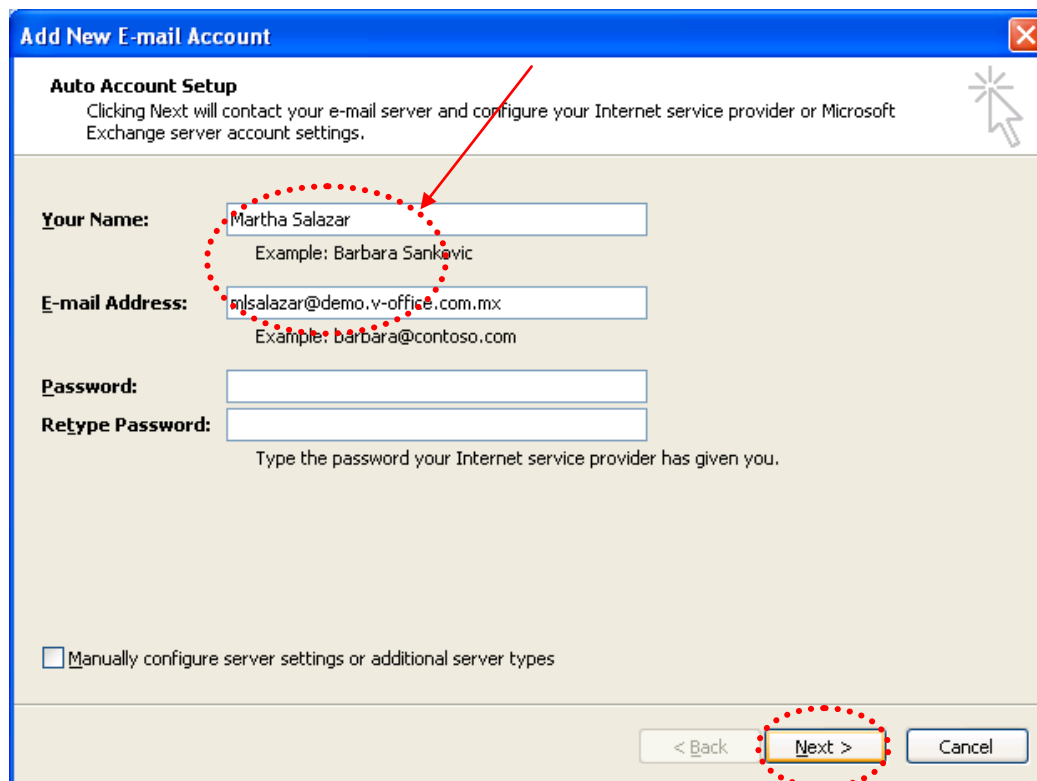 Add New E-mail Account
Auto Account Setup
Clicking Next will contact your e-mail server and configure your Internet service provider or Microsoft
Exchange server account settings.
Your Name: Martha Salazar
Example: Barbara Sankovic
E-mail Address: mlsalazar@demo.v-office.com.mx
Example: barbara@contoso.com
Password:
Retype Password:
Type the password your Internet service provider has given you.
Manually configure server settings or additional server types
< Back Next > Cancel